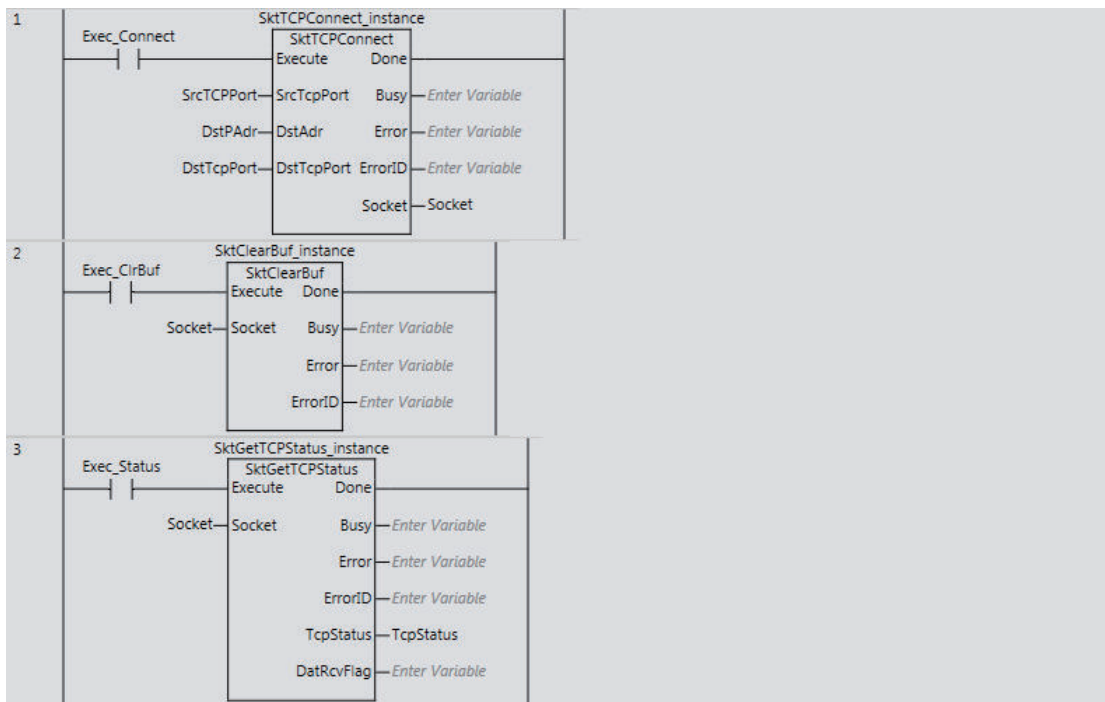 1
SktTCPConnect_instance
Exec_Connect
SktTCPConnect
Execute Done
SrcTCPPort SrcTcpPort Busy Enter Variable
DstPAdr DstAdr Error Enter Variable
DstTcpPort DstTcpPort ErrorID Enter Variable
Socket Socket
2
SktClearBuf_instance
Exec_ClrBuf
SktClearBuf
Execute Done
Socket Socket Busy Enter Variable
Error Enter Variable
ErrorID Enter Variable
3
SktGetTCPStatus_instance
Exec_Status
SktGetTCPStatus
Execute Done
Socket Socket Busy Enter Variable
Error Enter Variable
ErrorID Enter Variable
TcpStatus TcpStatus
DatRcvFlag Enter Variable